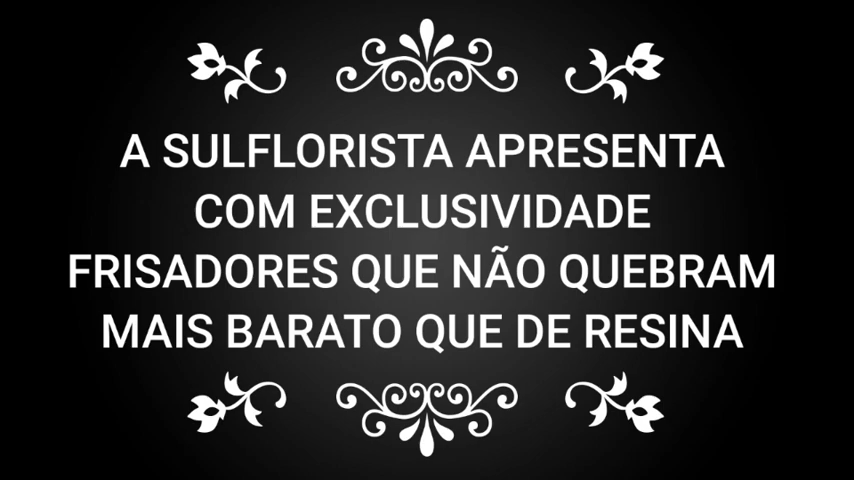 A SULFLORISTA APRESENTA
COM EXCLUSIVIDADE
FRISADORES QUE NÃO QUEBRAM
MAIS BARATO QUE DE RESINA